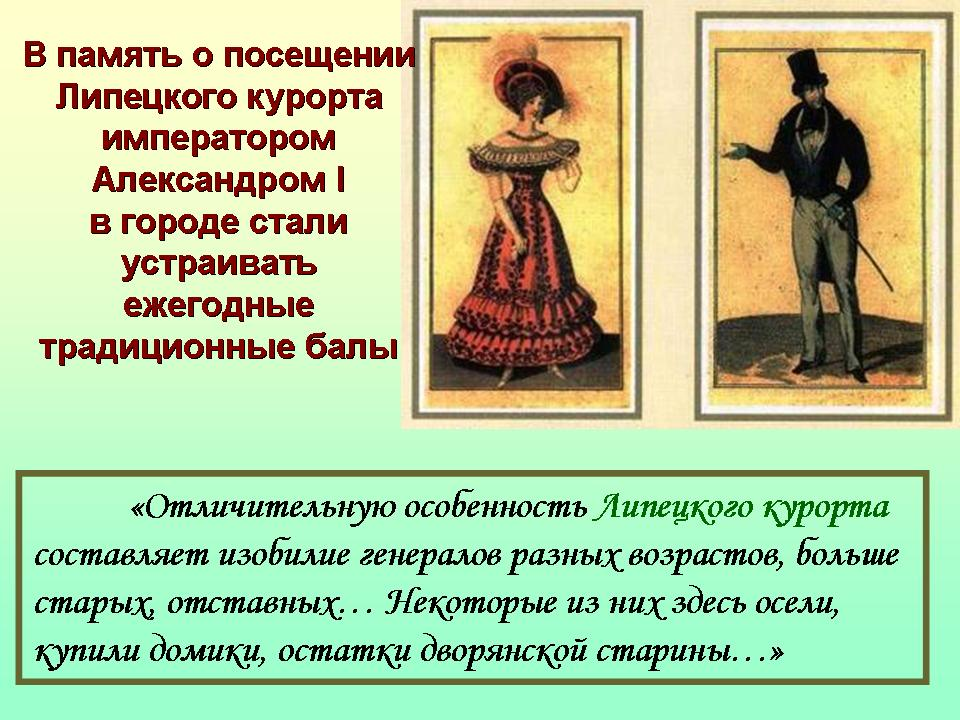 В память о посещении
Липецкого курорта
императором
Александром I
в городе стали
устраивать
ежегодные
традиционные балы
«Отличительную особенность Липецкого курорта
составляет изобилие генералов разных возрастов, больше
старых, отставных… Некоторые из них здесь осели,
купили домики, остатки дворянской старины…»